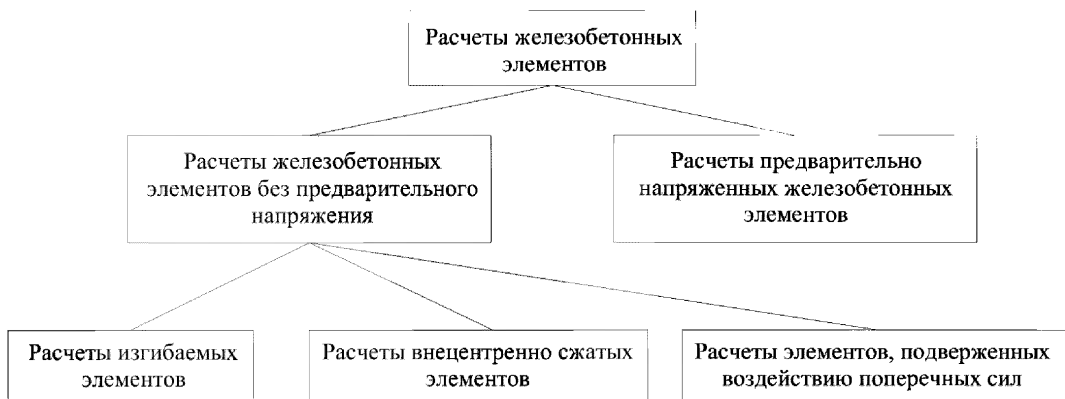 Расчеты железобетонных
элементов
Расчеты железобетонных
элементов без предварительного
напряжения
Расчеты предварительно
напряженных железобетонных
элементов
Расчеты изгибаемых
элементов
Расчеты внецентренно сжатых
элементов
Расчеты элементов, подверженных
воздействию поперечных сил